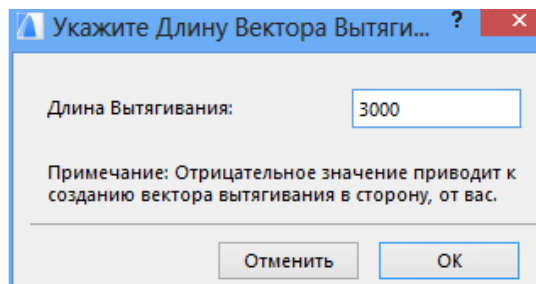 Укажите Длину Вектора Вытяги... ?
Длина Вытягивания: 3000
Примечание: Отрицательное значение приводит к
созданию вектора вытягивания в сторону, от вас.
Отменить OK